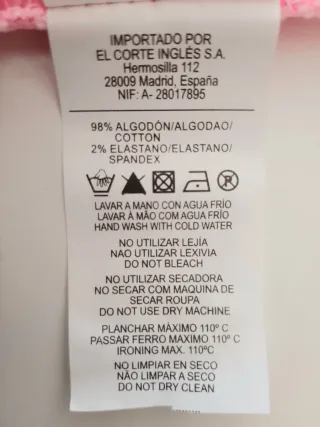 IMPORTADO POR
EL CORTE INGLÉS S.A.
Hermosilla 112
28009 Madrid, España
NIF: A- 28017895
98% ALGODÓN/ALGODAO/
COTTON
2% ELASTANO/ELASTANO/
SPANDEX
LAVAR A MANO CON AGUA FRÍO
LAVAR À MÃO COM AGUA FRÍO
HAND WASH WITH COLD WATER
NO UTILIZAR LEJÍA
NAO UTILIZAR LEXIVIA
DO NOT BLEACH
NO UTILIZAR SECADORA
NO SECAR COM MAQUINA DE
SECAR ROUPA
DO NOT USE DRY MACHINE
PLANCHAR MÁXIMO 110º C
PASSAR FERRO MAXIMO 110º C
IRONING MAX. 110ºC
NO LIMPIAR EN SECO
NÃO LIMPAR A SECO
DO NOT DRY CLEAN